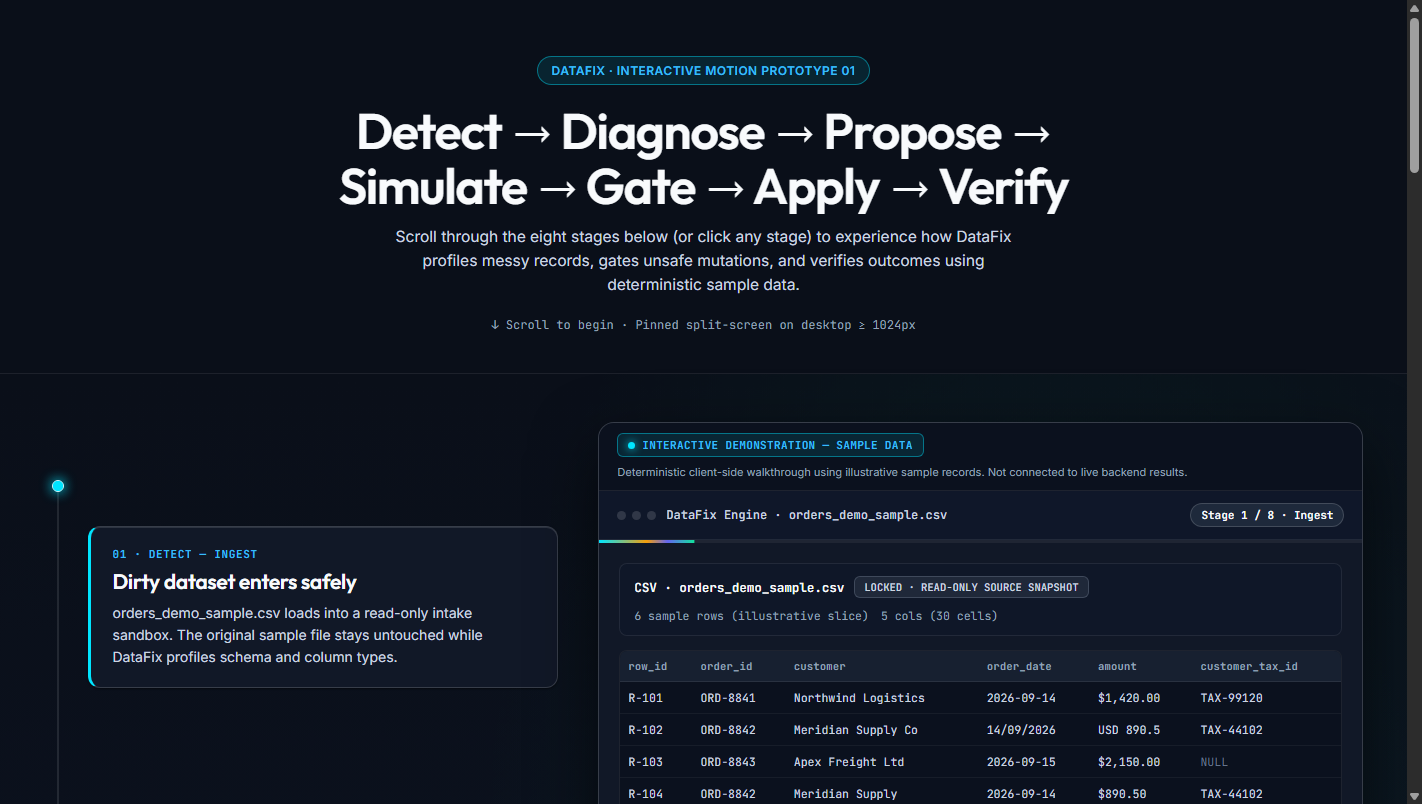 DATAFIX · INTERACTIVE MOTION PROTOTYPE 01
Detect → Diagnose → Propose →
Simulate → Gate → Apply → Verify
Scroll through the eight stages below (or click any stage) to experience how DataFix
profiles messy records, gates unsafe mutations, and verifies outcomes using
deterministic sample data.
↓ Scroll to begin · Pinned split-screen on desktop ≥ 1024px
01 · DETECT — INGEST
Dirty dataset enters safely
orders_demo_sample.csv loads into a read-only intake
sandbox. The original sample file stays untouched while
DataFix profiles schema and column types.
INTERACTIVE DEMONSTRATION — SAMPLE DATA
Deterministic client-side walkthrough using illustrative sample records. Not connected to live backend results.
DataFix Engine · orders_demo_sample.csv Stage 1 / 8 · Ingest
CSV · orders_demo_sample.csv LOCKED · READ-ONLY SOURCE SNAPSHOT
6 sample rows (illustrative slice) 5 cols (30 cells)
row_id order_id customer order_date amount customer_tax_id
R-101 ORD-8841 Northwind Logistics 2026-09-14 $1,420.00 TAX-99120
R-102 ORD-8842 Meridian Supply Co 14/09/2026 USD 890.5 TAX-44102
R-103 ORD-8843 Apex Freight Ltd 2026-09-15 $2,150.00 NULL
R-104 ORD-8842 Meridian Supply 2026-09-14 $890.50 TAX-44102